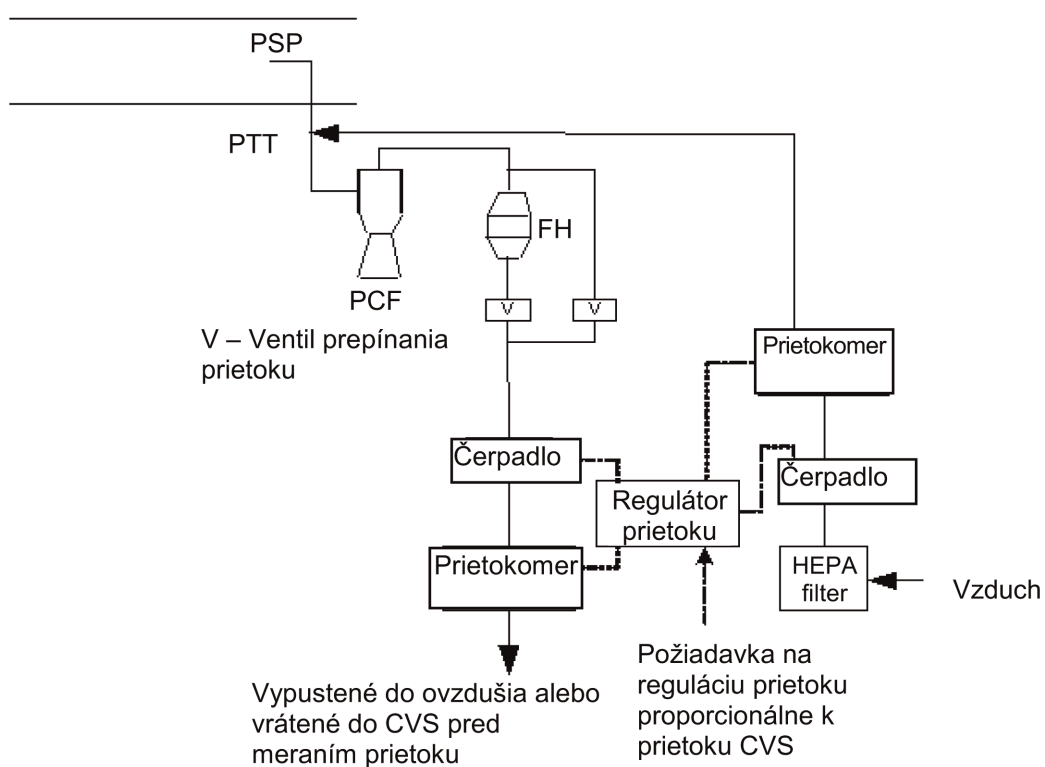 PSP
PTT
FH
PCF
V
V
V – Ventil prepínania
prietoku
Prietokomer
Čerpadlo
Čerpadlo
Regulátor
prietoku
Prietokomer
HEPA
filter
Vzduch
Požiadavka na
reguláciu prietoku
proporcionálne k
prietoku CVS
Vypustené do ovzdušia alebo
vrátené do CVS pred
meraním prietoku